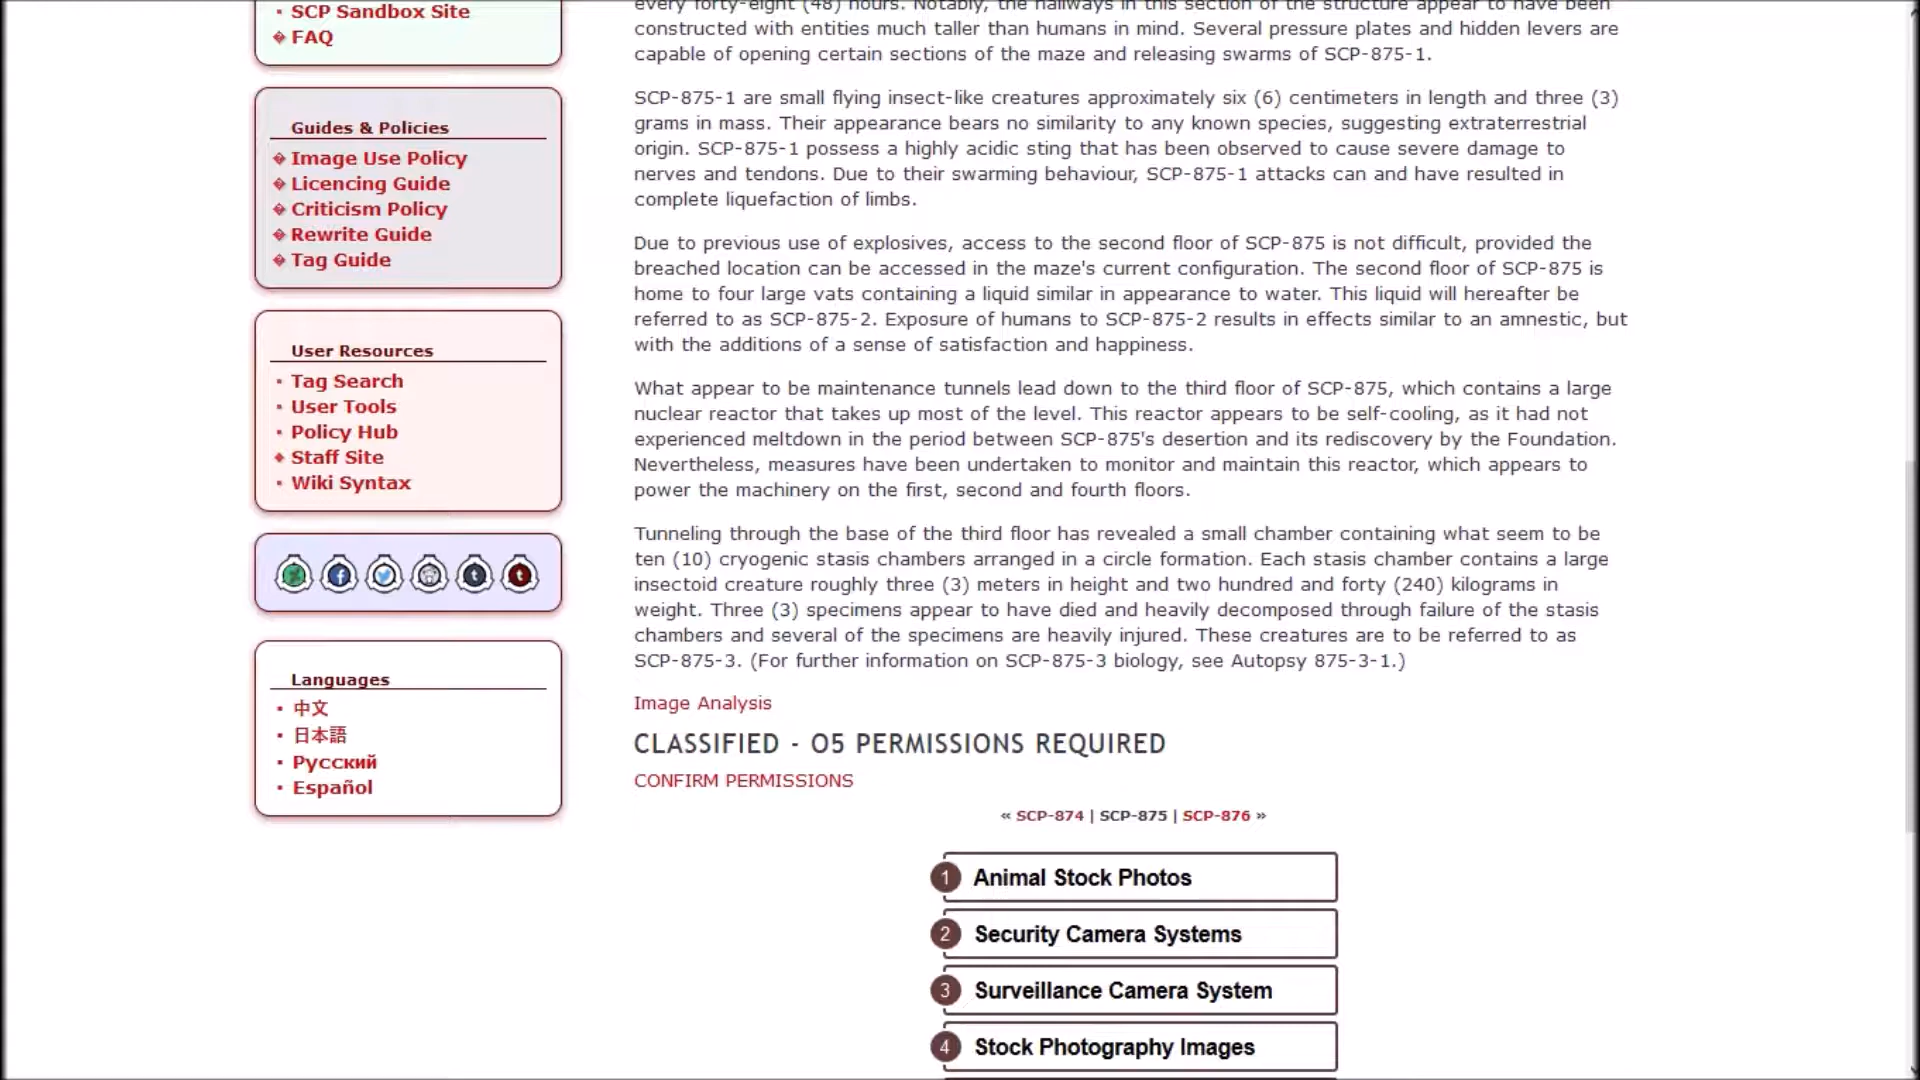 SCP Sandbox Site
FAQ
Guides & Policies
Image Use Policy
Licencing Guide
Criticism Policy
Rewrite Guide
Tag Guide
User Resources
Tag Search
User Tools
Policy Hub
Staff Site
Wiki Syntax
Languages
中文
日本語
Русский
Español
every forty-eight (48) hours. Notably, the hallways in this section of the structure appear to have been
constructed with entities much taller than humans in mind. Several pressure plates and hidden levers are
capable of opening certain sections of the maze and releasing swarms of SCP-875-1.
SCP-875-1 are small flying insect-like creatures approximately six (6) centimeters in length and three (3)
grams in mass. Their appearance bears no similarity to any known species, suggesting extraterrestrial
origin. SCP-875-1 possess a highly acidic sting that has been observed to cause severe damage to
nerves and tendons. Due to their swarming behaviour, SCP-875-1 attacks can and have resulted in
complete liquefaction of limbs.
Due to previous use of explosives, access to the second floor of SCP-875 is not difficult, provided the
breached location can be accessed in the maze's current configuration. The second floor of SCP-875 is
home to four large vats containing a liquid similar in appearance to water. This liquid will hereafter be
referred to as SCP-875-2. Exposure of humans to SCP-875-2 results in effects similar to an amnestic, but
with the additions of a sense of satisfaction and happiness.
What appear to be maintenance tunnels lead down to the third floor of SCP-875, which contains a large
nuclear reactor that takes up most of the level. This reactor appears to be self-cooling, as it had not
experienced meltdown in the period between SCP-875's desertion and its rediscovery by the Foundation.
Nevertheless, measures have been undertaken to monitor and maintain this reactor, which appears to
power the machinery on the first, second and fourth floors.
Tunneling through the base of the third floor has revealed a small chamber containing what seem to be
ten (10) cryogenic stasis chambers arranged in a circle formation. Each stasis chamber contains a large
insectoid creature roughly three (3) meters in height and two hundred and forty (240) kilograms in
weight. Three (3) specimens appear to have died and heavily decomposed through failure of the stasis
chambers and several of the specimens are heavily injured. These creatures are to be referred to as
SCP-875-3. (For further information on SCP-875-3 biology, see Autopsy 875-3-1.)
Image Analysis
CLASSIFIED - O5 PERMISSIONS REQUIRED
CONFIRM PERMISSIONS
« SCP-874 | SCP-875 | SCP-876 »
1 Animal Stock Photos
2 Security Camera Systems
3 Surveillance Camera System
4 Stock Photography Images